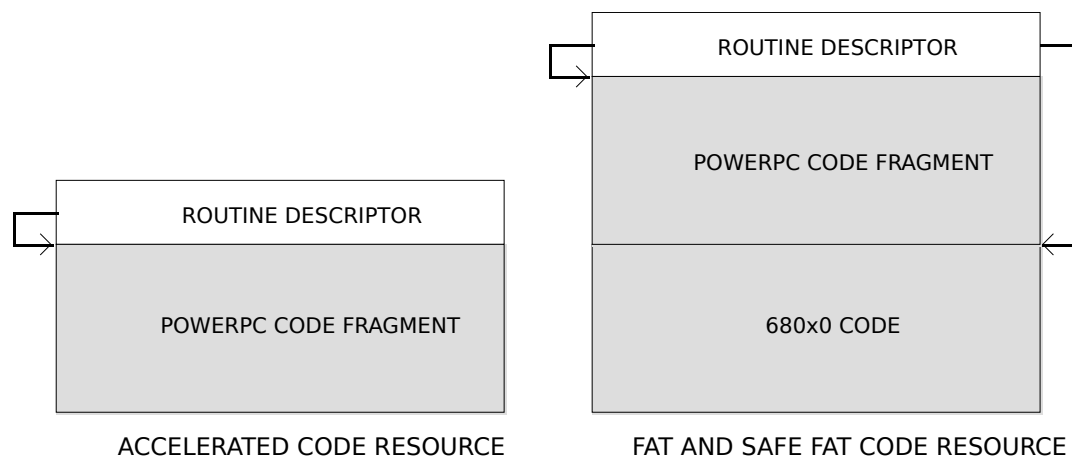 ROUTINE DESCRIPTOR
POWERPC CODE FRAGMENT
ACCELERATED CODE RESOURCE
ROUTINE DESCRIPTOR
POWERPC CODE FRAGMENT
680x0 CODE
FAT AND SAFE FAT CODE RESOURCE